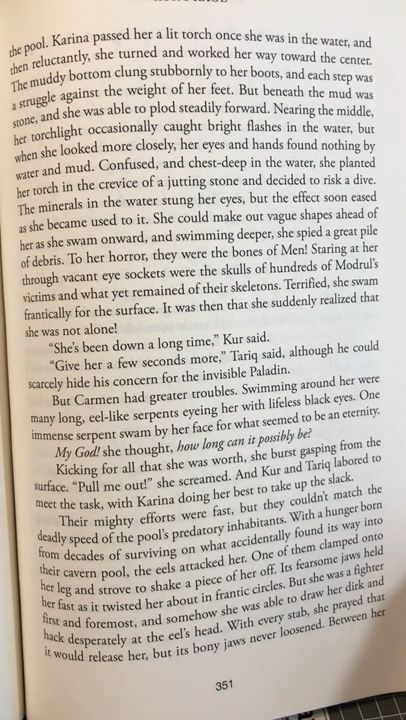 the pool. Karina passed her a lit torch once she was in the water, and
then reluctantly, she turned and worked her way toward the center.
The muddy bottom clung stubbornly to her boots, and each step was
a struggle against the weight of her feet. But beneath the mud was
stone, and she was able to plod steadily forward. Nearing the middle,
her torchlight occasionally caught bright flashes in the water, but
when she looked more closely, her eyes and hands found nothing by
water and mud. Confused, and chest-deep in the water, she planted
her torch in the crevice of a jutting stone and decided to risk a dive.
The minerals in the water stung her eyes, but the effect soon eased
as she became used to it. She could make out vague shapes ahead of
her as she swam onward, and swimming deeper, she spied a great pile
of debris. To her horror, they were the bones of Men! Staring at her
through vacant eye sockets were the skulls of hundreds of Modrul's
victims and what yet remained of their skeletons. Terrified, she swam
frantically for the surface. It was then that she suddenly realized that
she was not alone!
"She's been down a long time," Kur said.
"Give her a few seconds more," Tariq said, although he could
scarcely hide his concern for the invisible Paladin.
But Carmen had greater troubles. Swimming around her were
many long, eel-like serpents eyeing her with lifeless black eyes. One
immense serpent swam by her face for what seemed to be an eternity.
My God! she thought, how long can it possibly be?
Kicking for all that she was worth, she burst gasping from the
surface. "Pull me out!" she screamed. And Kur and Tariq labored to
meet the task, with Karina doing her best to take up the slack.
Their mighty efforts were fast, but they couldn't match the
deadly speed of the pool's predatory inhabitants. With a hunger born
from decades of surviving on what accidentally found its way into
their cavern pool, the eels attacked her. One of them clamped onto
her leg and strove to shake a piece of her off. Its fearsome jaws held
her fast as it twisted her about in frantic circles. But she was a fighter
first and foremost, and somehow she was able to draw her dirk and
hack desperately at the eel's head. With every stab, she prayed that
it would release her, but its bony jaws never loosened. Between her
351